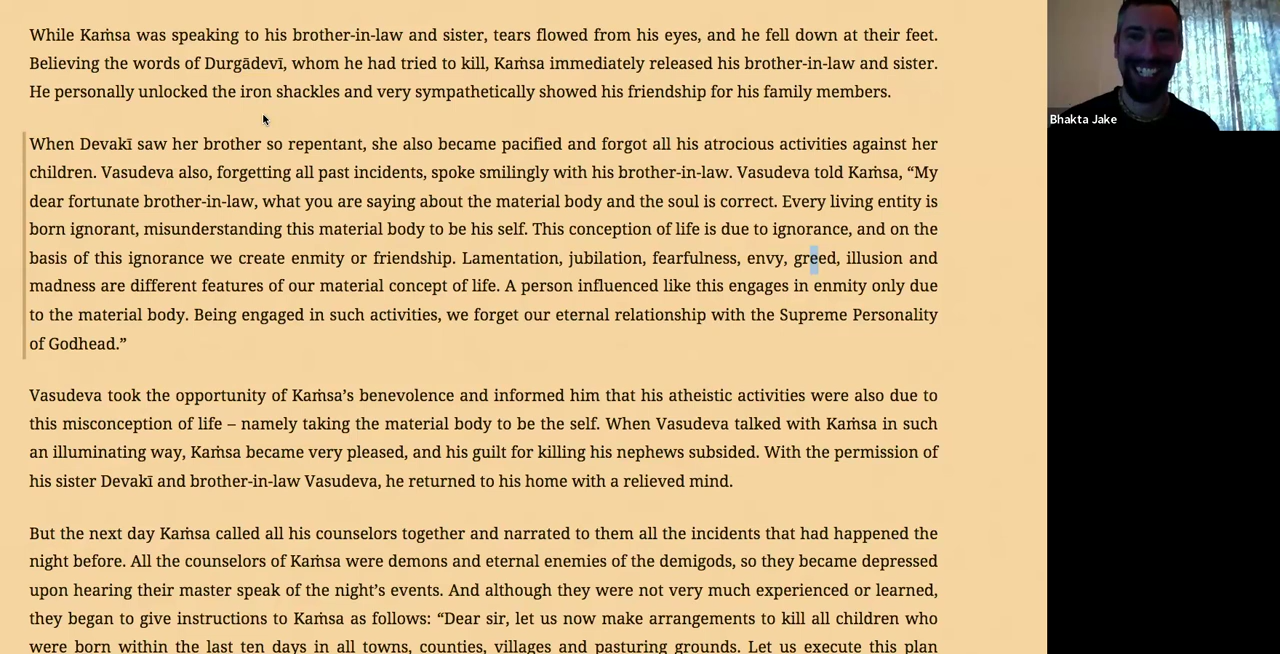 While Kaṁsa was speaking to his brother-in-law and sister, tears flowed from his eyes, and he fell down at their feet.
Believing the words of Durgādevī, whom he had tried to kill, Kaṁsa immediately released his brother-in-law and sister.
He personally unlocked the iron shackles and very sympathetically showed his friendship for his family members.
When Devakī saw her brother so repentant, she also became pacified and forgot all his atrocious activities against her
children. Vasudeva also, forgetting all past incidents, spoke smilingly with his brother-in-law. Vasudeva told Kaṁsa, “My
dear fortunate brother-in-law, what you are saying about the material body and the soul is correct. Every living entity is
born ignorant, misunderstanding this material body to be his self. This conception of life is due to ignorance, and on the
basis of this ignorance we create enmity or friendship. Lamentation, jubilation, fearfulness, envy, greed, illusion and
madness are different features of our material concept of life. A person influenced like this engages in enmity only due
to the material body. Being engaged in such activities, we forget our eternal relationship with the Supreme Personality
of Godhead.”
Vasudeva took the opportunity of Kaṁsa’s benevolence and informed him that his atheistic activities were also due to
this misconception of life – namely taking the material body to be the self. When Vasudeva talked with Kaṁsa in such
an illuminating way, Kaṁsa became very pleased, and his guilt for killing his nephews subsided. With the permission of
his sister Devakī and brother-in-law Vasudeva, he returned to his home with a relieved mind.
But the next day Kaṁsa called all his counselors together and narrated to them all the incidents that had happened the
night before. All the counselors of Kaṁsa were demons and eternal enemies of the demigods, so they became depressed
upon hearing their master speak of the night’s events. And although they were not very much experienced or learned,
they began to give instructions to Kaṁsa as follows: “Dear sir, let us now make arrangements to kill all children who
were born within the last ten days in all towns, counties, villages and pasturing grounds. Let us execute this plan
Bhakta Jake